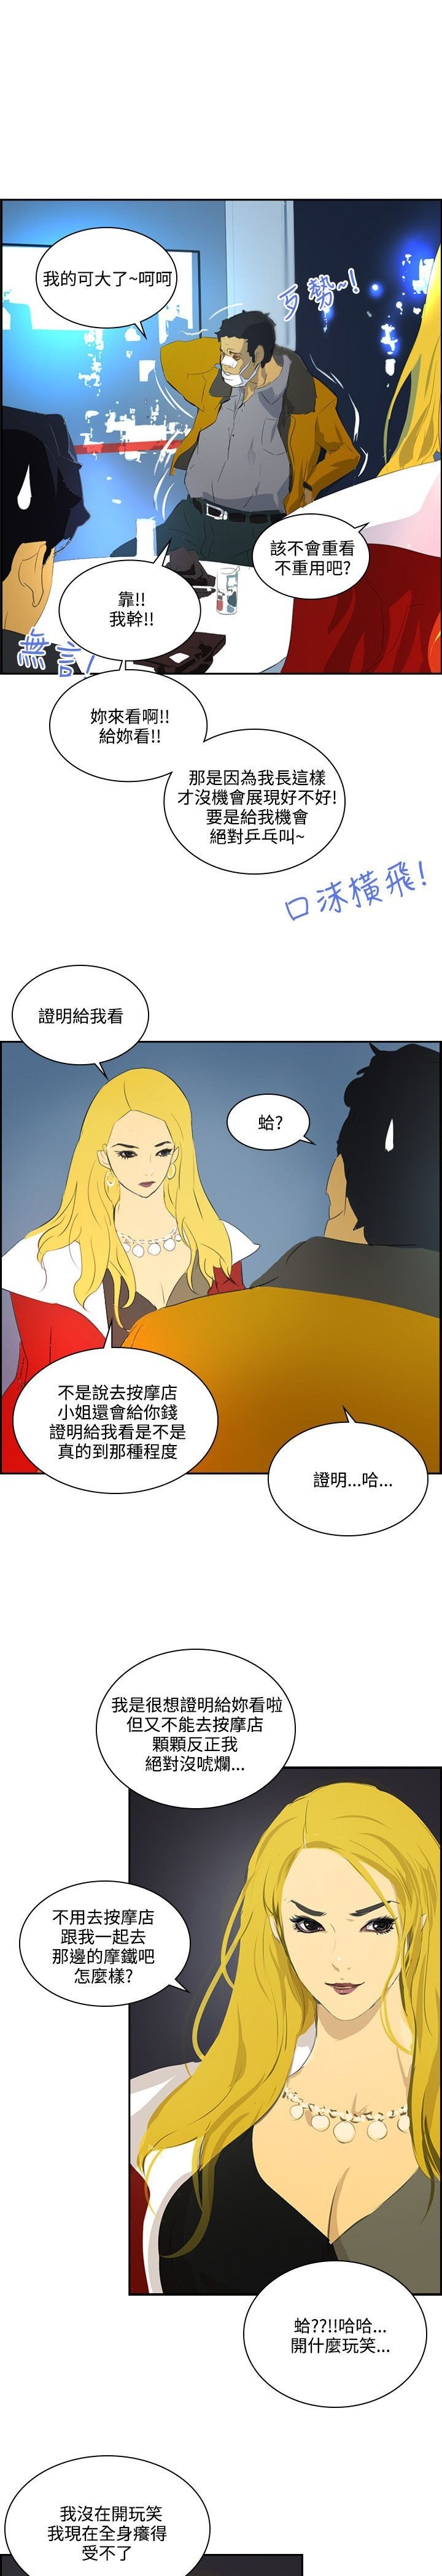 我的可大了~呵呵
歹勢~!
該不會重看
不重用吧?
靠!!
我幹!!
無言!
妳來看啊!!
給妳看!!
那是因為我長這樣
才沒機會展現好不好!
要是給我機會
絕對乒乓叫~
口沫橫飛!
證明給我看
蛤?
不是說去按摩店
小姐還會給你錢
證明給我看是不是
真的到那種程度
證明...哈...
我是很想證明給妳看啦
但又不能去按摩店
顆顆反正我
絕對沒唬爛...
不用去按摩店
跟我一起去
那邊的摩鐵吧
怎麼樣?
蛤??!!哈哈...
開什麼玩笑...
我沒在開玩笑
我現在全身癢得
受不了